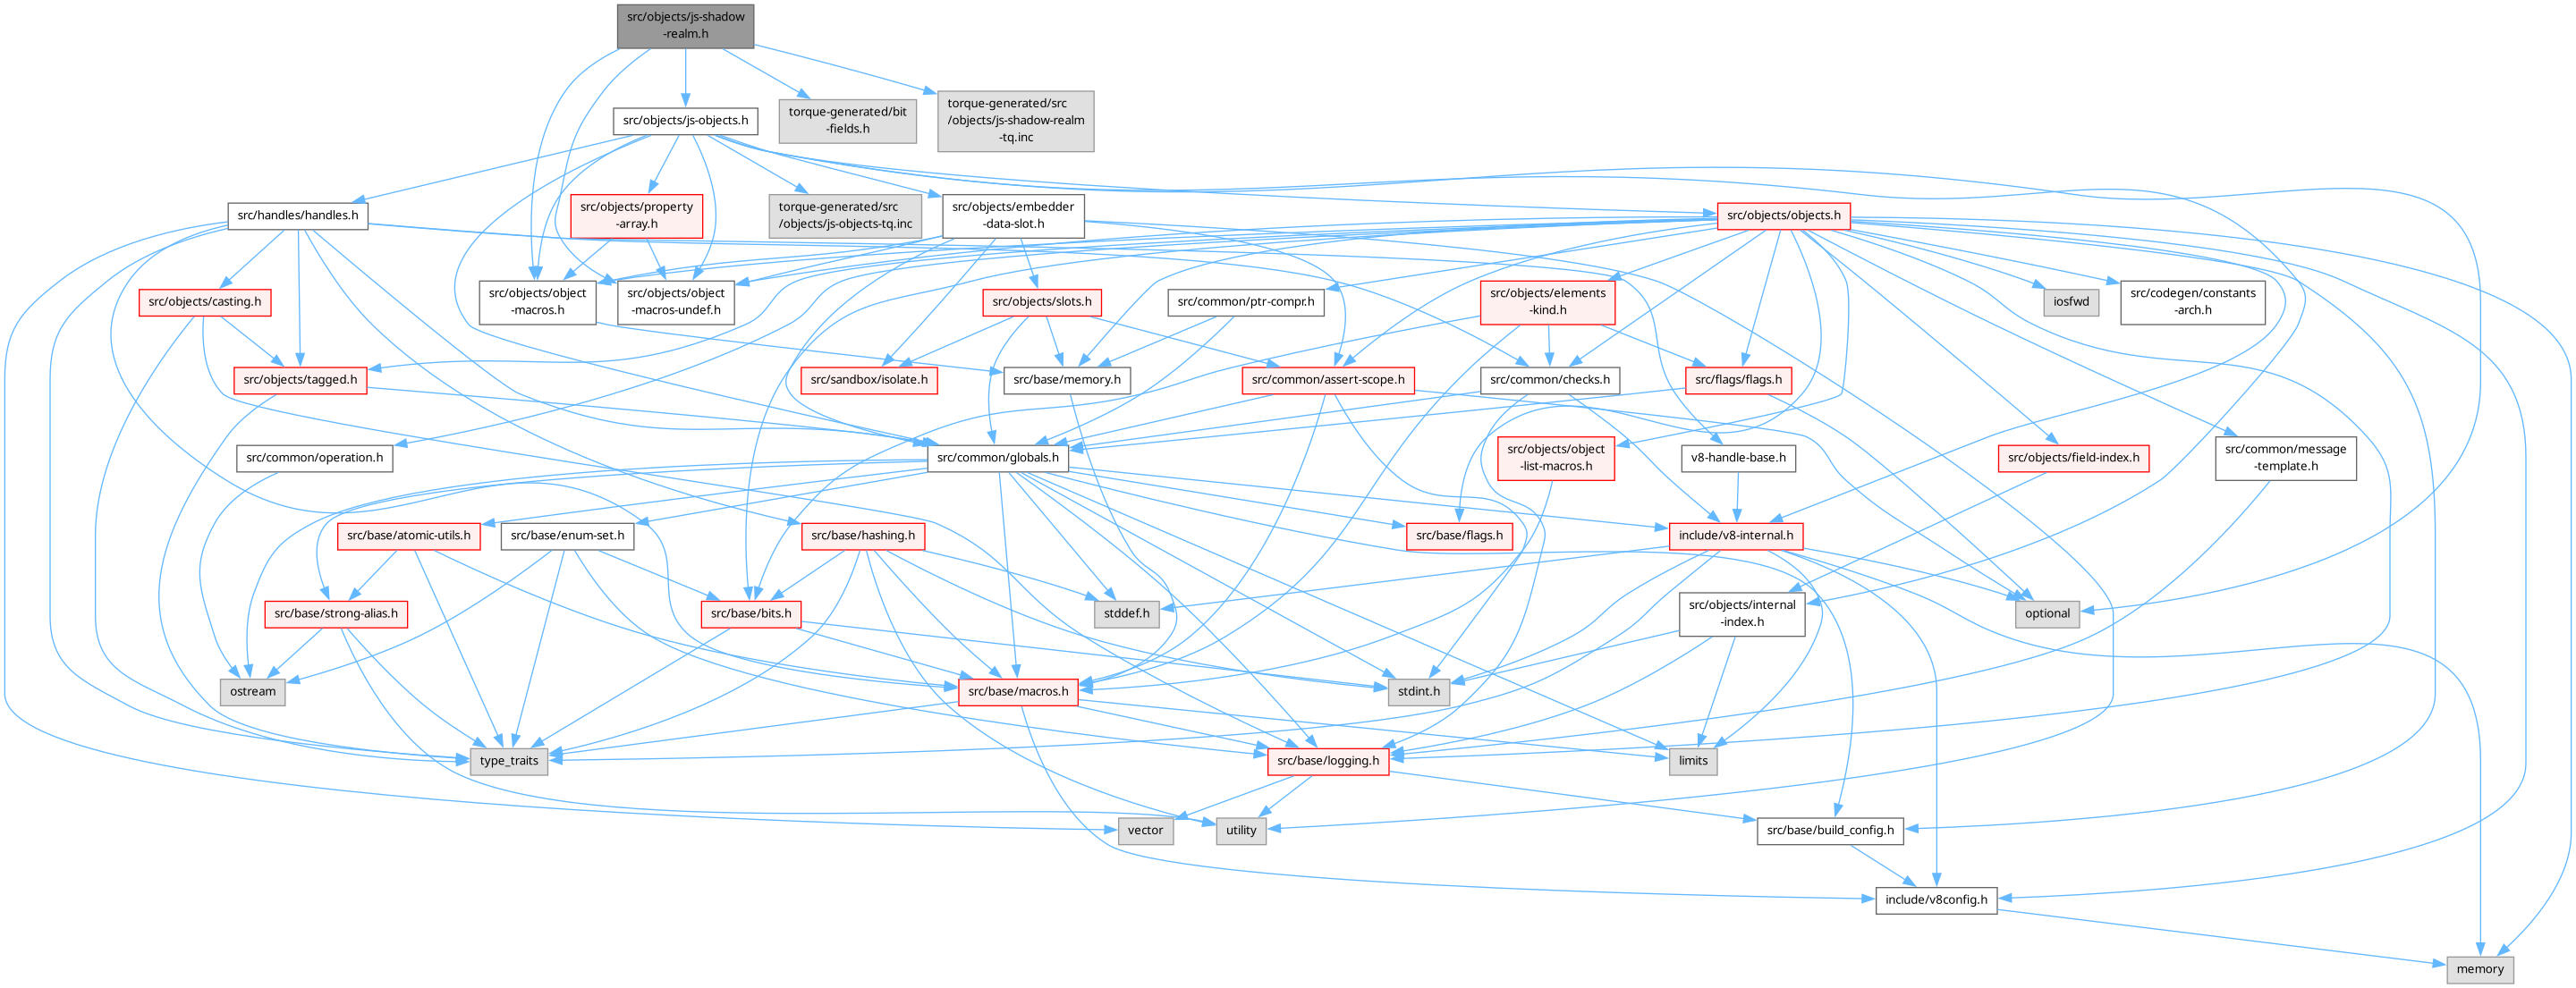 src/objects/js-shadow
-realm.h
src/objects/js-objects.h
torque-generated/bit
-fields.h
torque-generated/src
/objects/js-shadow-realm
-tq.inc
src/handles/handles.h
src/objects/property
-array.h
torque-generated/src
/objects/js-objects-tq.inc
src/objects/embedder
-data-slot.h
src/objects/objects.h
src/objects/casting.h
src/objects/object
-macros.h
src/objects/object
-macros-undef.h
src/objects/slots.h
src/common/ptr-compr.h
src/objects/elements
-kind.h
iosfwd
src/codegen/constants
-arch.h
src/objects/tagged.h
src/sandbox/isolate.h
src/base/memory.h
src/common/assert-scope.h
src/common/checks.h
src/flags/flags.h
src/common/operation.h
src/common/globals.h
src/objects/object
-list-macros.h
v8-handle-base.h
src/objects/field-index.h
src/common/message
-template.h
src/base/atomic-utils.h
src/base/enum-set.h
src/base/hashing.h
src/base/flags.h
include/v8-internal.h
src/base/strong-alias.h
src/base/bits.h
stddef.h
src/objects/internal
-index.h
optional
ostream
src/base/macros.h
stdint.h
type_traits
src/base/logging.h
limits
vector
utility
src/base/build_config.h
include/v8config.h
memory